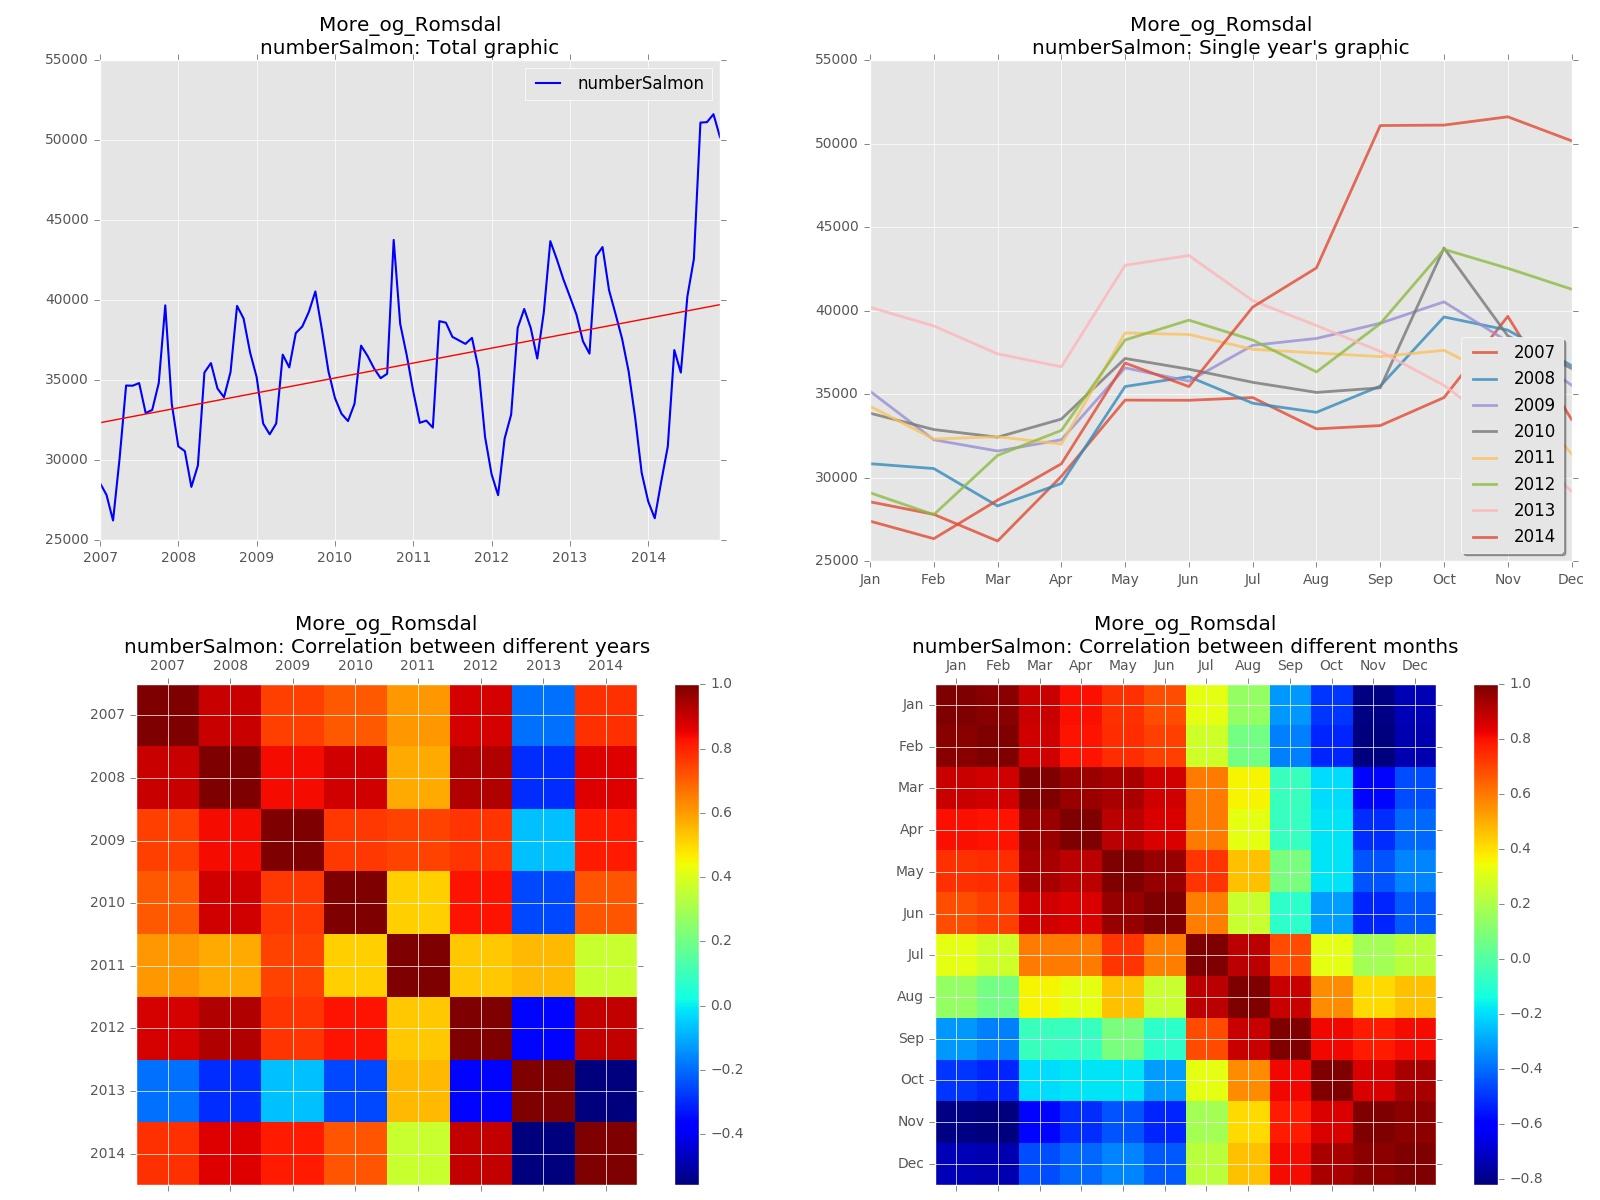 More_og_Romsdal
numberSalmon: Total graphic
55000
50000
45000
40000
35000
30000
25000
numberSalmon
2007 2008 2009 2010 2011 2012 2013 2014
More_og_Romsdal
numberSalmon: Single year's graphic
55000
50000
45000
40000
35000
30000
25000
2007
2008
2009
2010
2011
2012
2013
2014
Jan Feb Mar Apr May Jun Jul Aug Sep Oct Nov Dec
More_og_Romsdal
numberSalmon: Correlation between different years
2007 2008 2009 2010 2011 2012 2013 2014
2007
2008
2009
2010
2011
2012
2013
2014
1.0
0.8
0.6
0.4
0.2
0.0
−0.2
−0.4
More_og_Romsdal
numberSalmon: Correlation between different months
Jan Feb Mar Apr May Jun Jul Aug Sep Oct Nov Dec
Jan
Feb
Mar
Apr
May
Jun
Jul
Aug
Sep
Oct
Nov
Dec
1.0
0.8
0.6
0.4
0.2
0.0
−0.2
−0.4
−0.6
−0.8